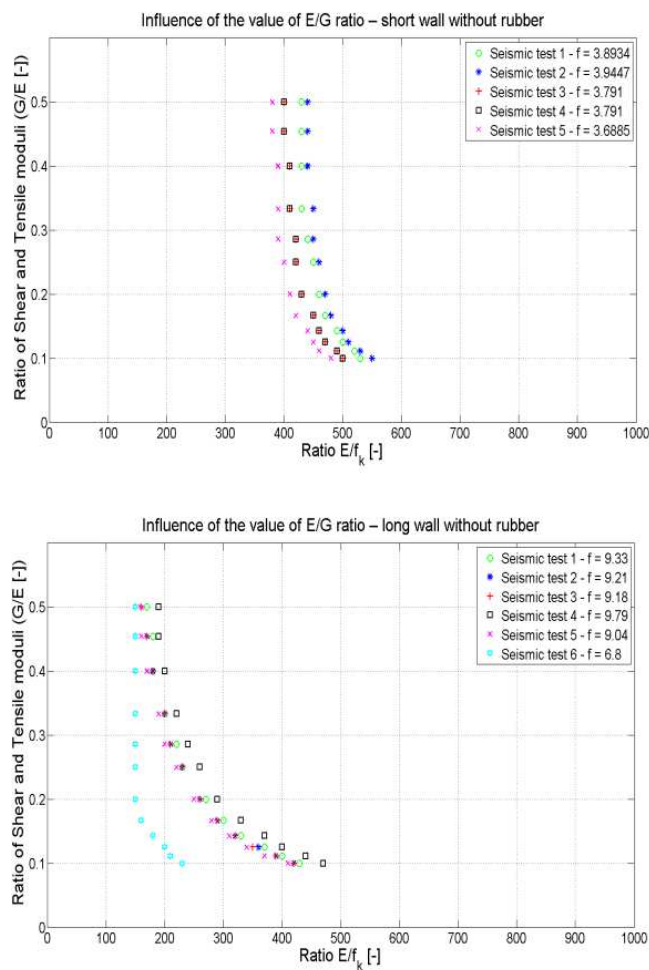 Influence of the value of E/G ratio – short wall without rubber
Seismic test 1 - f = 3.8934
Seismic test 2 - f = 3.9447
Seismic test 3 - f = 3.791
Seismic test 4 - f = 3.791
Seismic test 5 - f = 3.6885
Ratio of Shear and Tensile moduli (G/E [-])
0.5
0.4
0.3
0.2
0.1
0
0 100 200 300 400 500 600 700 800 900 1000
Ratio E/fk [-]
Influence of the value of E/G ratio – long wall without rubber
Seismic test 1 - f = 9.33
Seismic test 2 - f = 9.21
Seismic test 3 - f = 9.18
Seismic test 4 - f = 9.79
Seismic test 5 - f = 9.04
Seismic test 6 - f = 6.8
Ratio of Shear and Tensile moduli (G/E [-])
0.5
0.4
0.3
0.2
0.1
0
0 100 200 300 400 500 600 700 800 900 1000
Ratio E/fk [-]